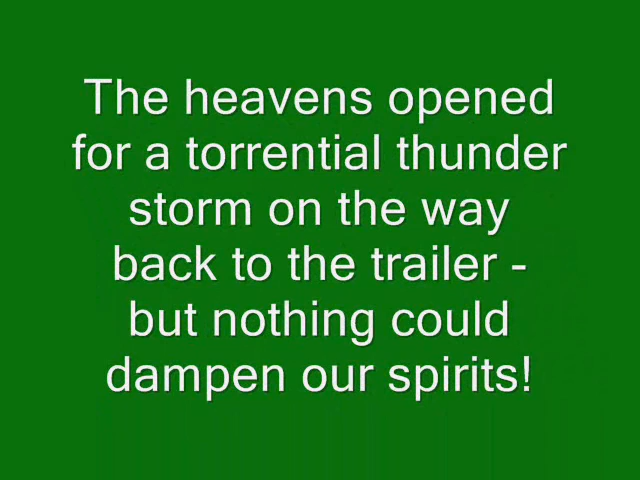 The heavens opened
for a torrential thunder
storm on the way
back to the trailer -
but nothing could
dampen our spirits!